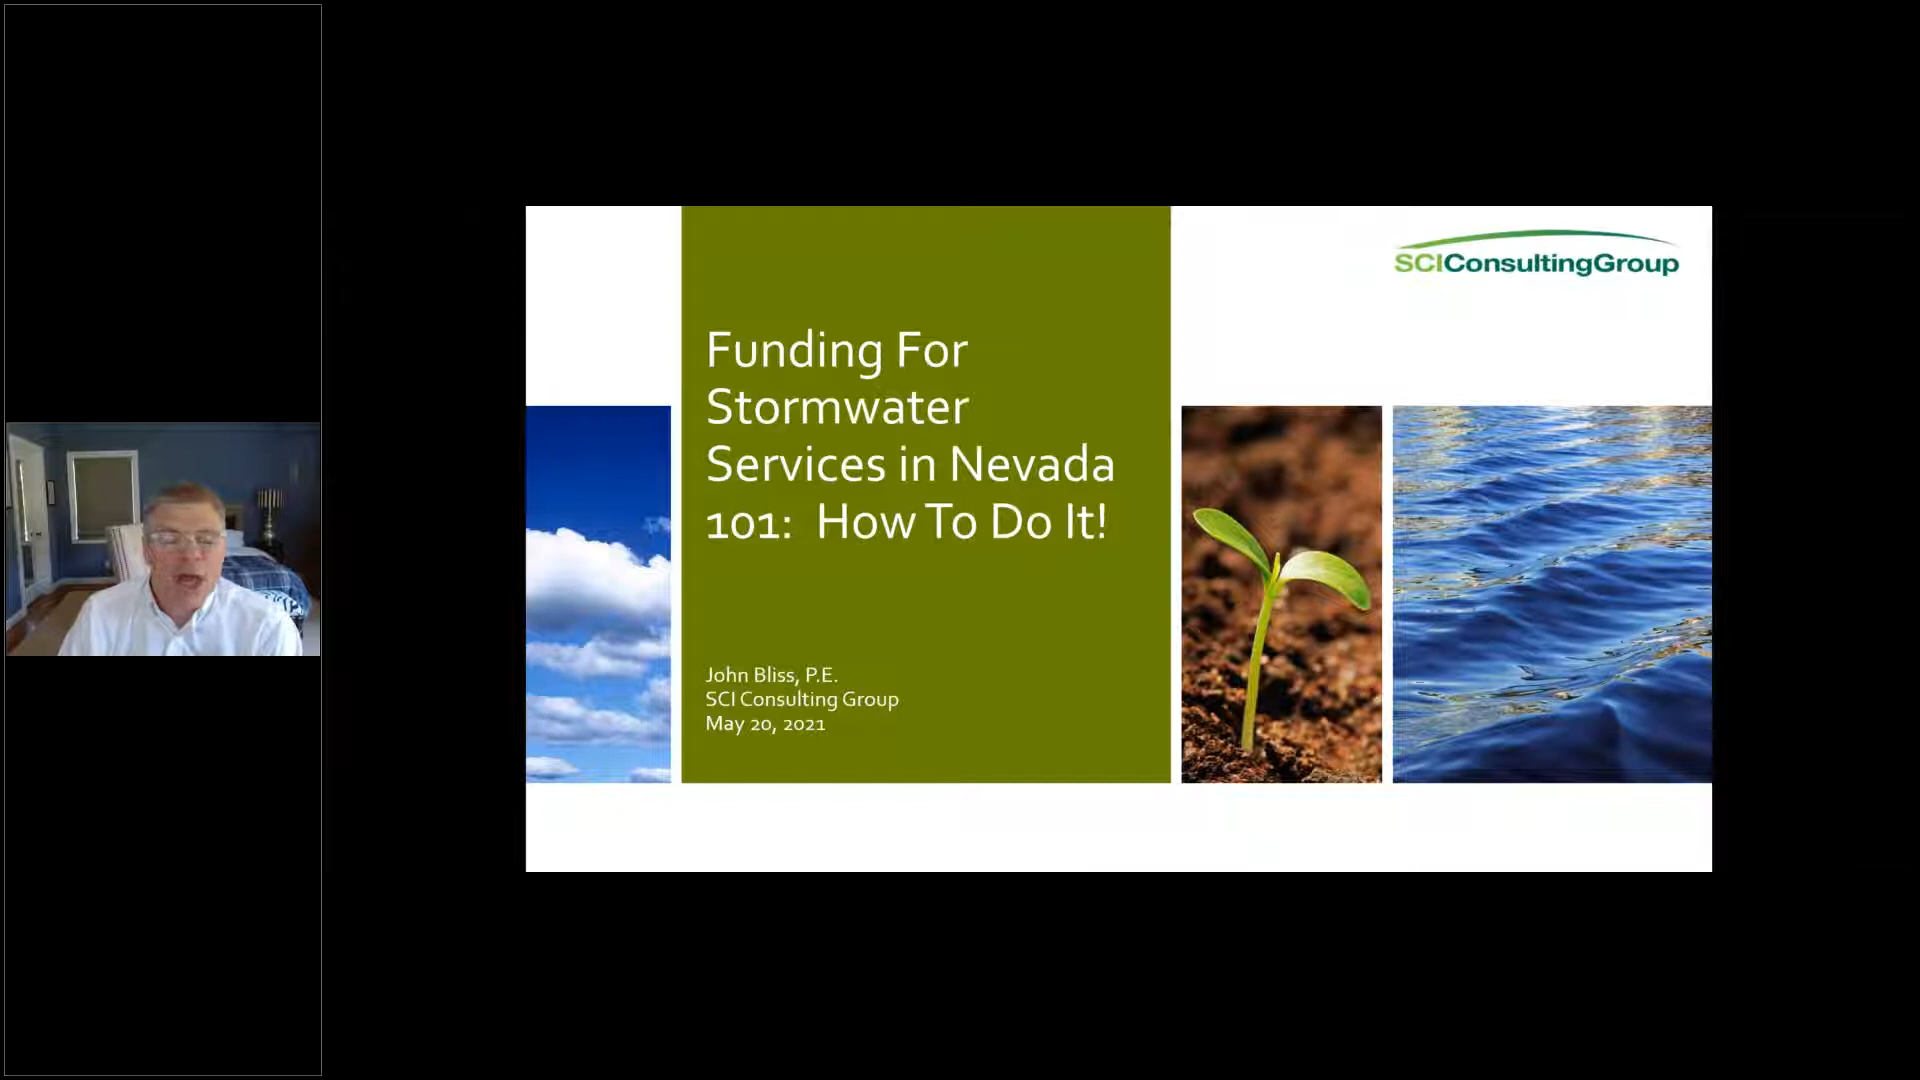 SCIConsultingGroup
Funding For
Stormwater
Services in Nevada
101: How To Do It!
John Bliss, P.E.
SCI Consulting Group
May 20, 2021